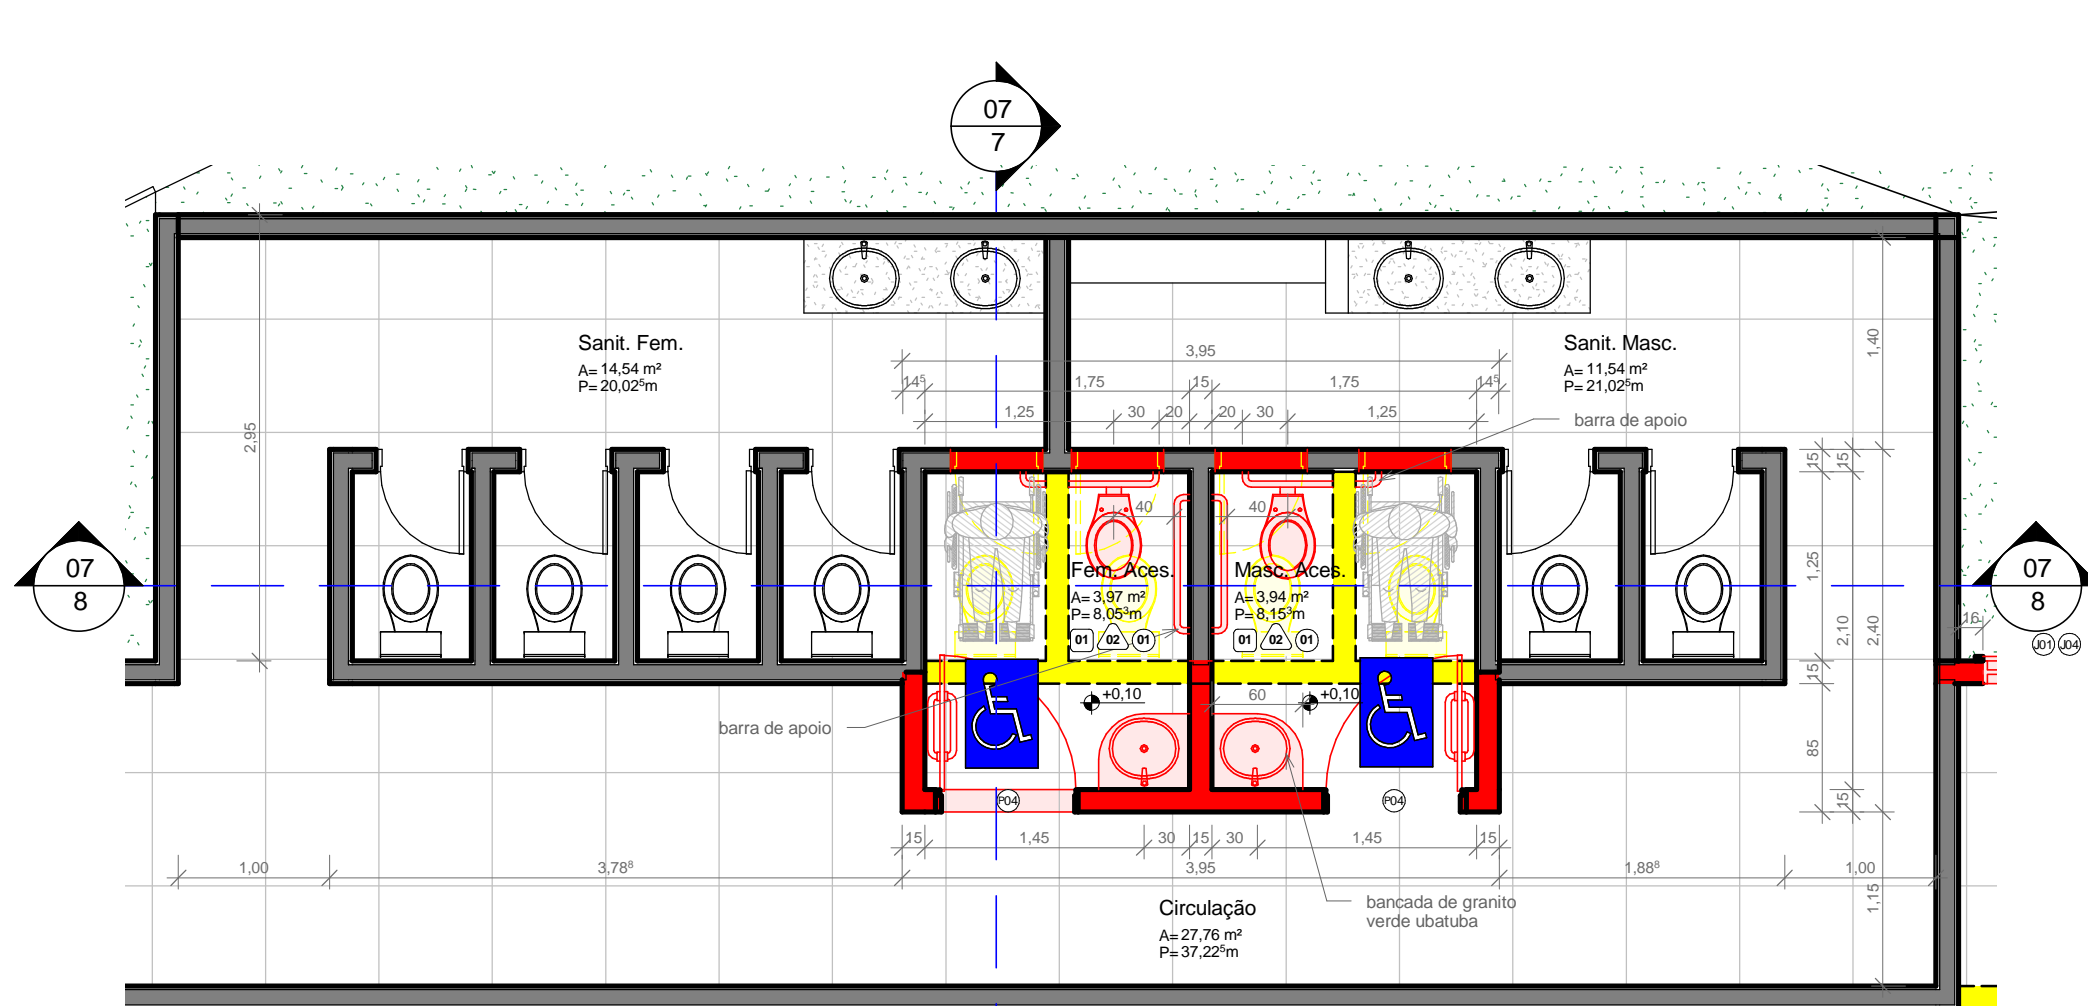 07
7
Sanit. Fem.
A= 14,54 m²
P= 20,02⁵m
Sanit. Masc.
A= 11,54 m²
P= 21,02⁵m
3,95
14⁵
1,75
15
1,75
14⁵
1,25
30
20
20
30
1,25
barra de apoio
2,95
1,40
15
15
40
40
07
8
Fem. Aces.
A= 3,97 m²
P= 8,05³m
01
02
01
Masc. Aces.
A= 3,94 m²
P= 8,15³m
01
02
01
1,25
2,10
2,40
07
8
16
J01
J04
15
+0,10
60
+0,10
barra de apoio
85
P04
P04
15
15
1,45
30
15
30
1,45
15
1,00
3,78⁸
3,95
1,88⁸
1,00
1,15
Circulação
A= 27,76 m²
P= 37,22⁵m
bancada de granito
verde ubatuba